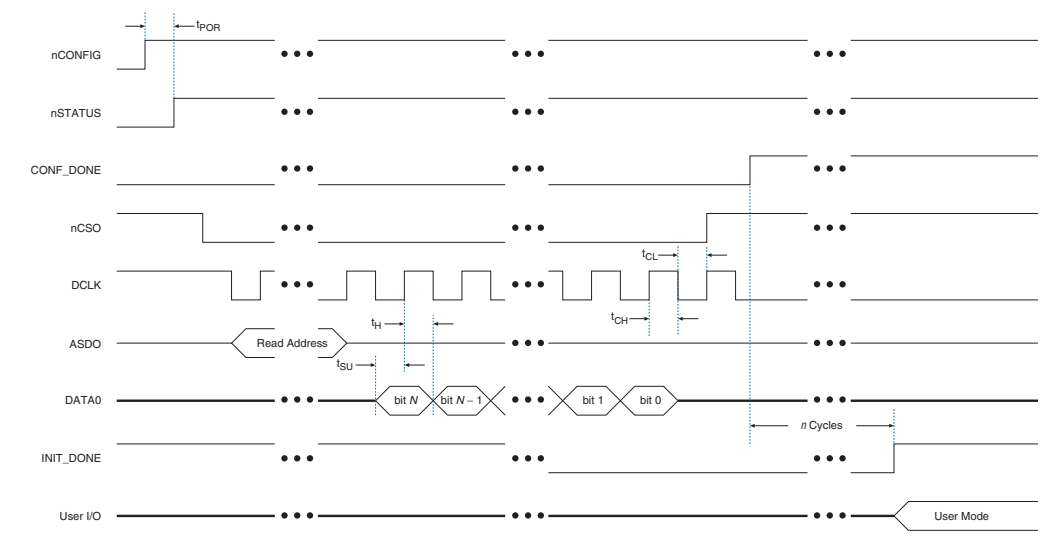 tPOR
nCONFIG
nSTATUS
CONF_DONE
nCSO
tCL
DCLK
tH
tCH
ASDO
Read Address
tSU
DATA0
bit N
bit N – 1
bit 1
bit 0
n Cycles
INIT_DONE
User I/O
User Mode